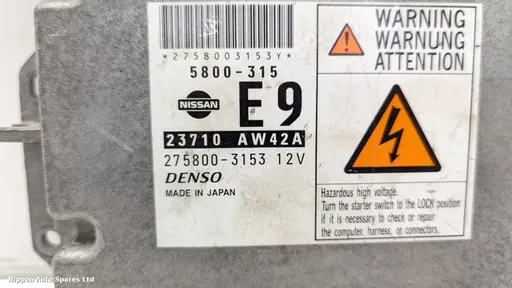 *2758003153Y*
5800-315
NISSAN
E9
23710 AW42A
275800-3153 12V
DENSO
MADE IN JAPAN
WARNING
WARNUNG
ATTENTION
Hazardous high voltage.
Turn the starter switch to the LOCK position
if it is necessary to check or repair
the computer, harness, or connectors.
Nippon Auto Spares Ltd